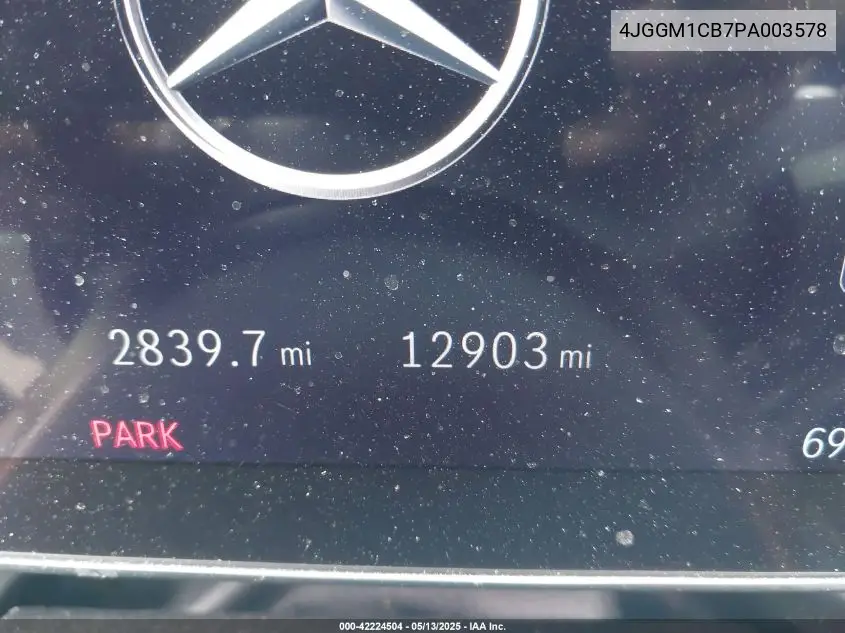 4JGGM1CB7PA003578
2839.7 mi 12903 mi
PARK
69
000-42224504 - 05/13/2025 - IAA Inc.